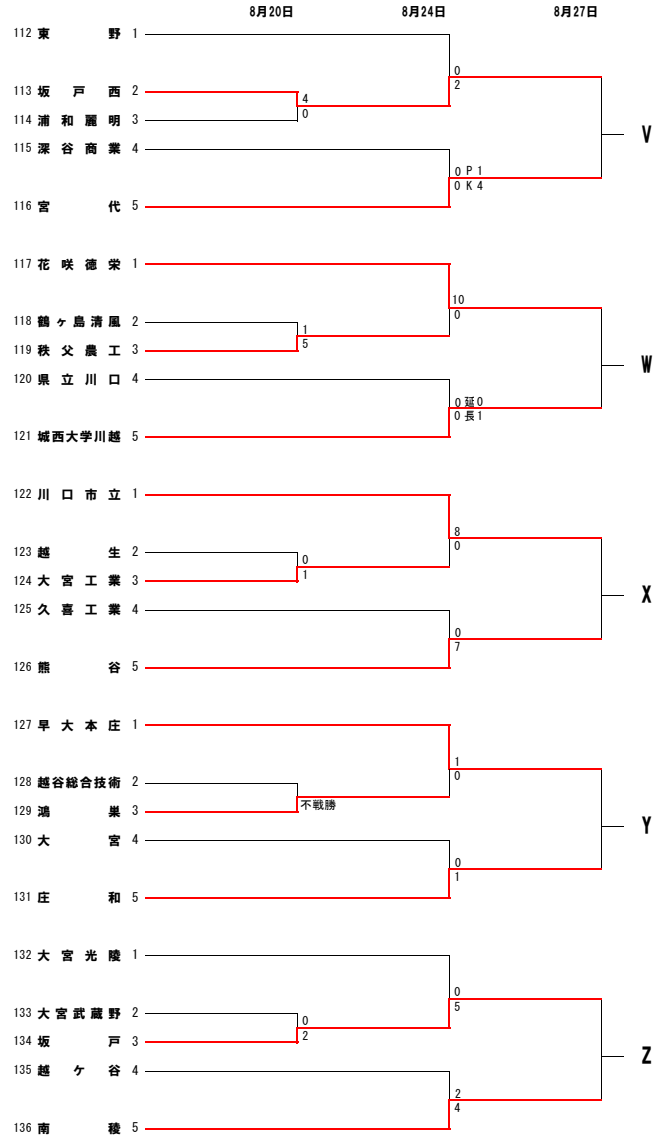 8月20日 8月24日 8月27日
112 東野 1
0
113 坂戸西 2
2
4
114 浦和麗明 3
0
V
115 深谷商業 4
0 P 1
0 K 4
116 宮代 5
117 花咲徳栄 1
10
0
118 鶴ヶ島清風 2
1
119 秩父農工 3
5
W
120 県立川口 4
0 延0
0 長1
121 城西大学川越 5
122 川口市立 1
8
0
123 越生 2
0
124 大宮工業 3
1
X
125 久喜工業 4
0
7
126 熊谷 5
127 早大本庄 1
1
0
128 越谷総合技術 2
129 鴻巣 3
不戦勝
Y
130 大宮 4
0
1
131 庄和 5
132 大宮光陵 1
0
5
133 大宮武蔵野 2
0
134 坂戸 3
2
Z
135 越ケ谷 4
2
4
136 南稜 5